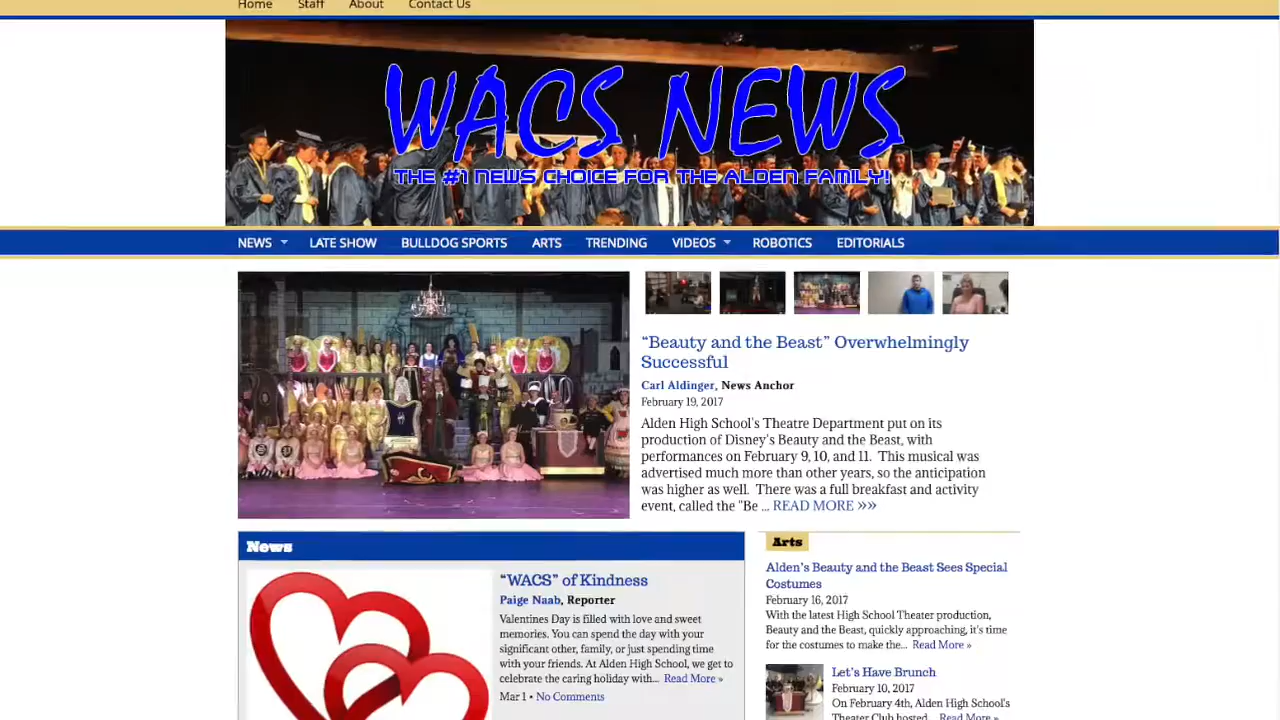 Home Staff About Contact Us
WACS NEWS
THE #1 NEWS CHOICE FOR THE ALDEN FAMILY!
NEWS LATE SHOW BULLDOG SPORTS ARTS TRENDING VIDEOS ROBOTICS EDITORIALS
“Beauty and the Beast” Overwhelmingly
Successful
Carl Aldinger, News Anchor
February 19, 2017
Alden High School's Theatre Department put on its
production of Disney's Beauty and the Beast, with
performances on February 9, 10, and 11. This musical was
advertised much more than other years, so the anticipation
was higher as well. There was a full breakfast and activity
event, called the "Be ... READ MORE »»
News
“WACS” of Kindness
Paige Naab, Reporter
Valentines Day is filled with love and sweet
memories. You can spend the day with your
significant other, family, or just spending time
with your friends. At Alden High School, we get to
celebrate the caring holiday with... Read More »
Mar 1 • No Comments
Arts
Alden’s Beauty and the Beast Sees Special
Costumes
February 16, 2017
With the latest High School Theater production,
Beauty and the Beast, quickly approaching, it's time
for the costumes to make the... Read More »
Let’s Have Brunch
February 10, 2017
On February 4th, Alden High School's
Theater Club hosted... Read More »